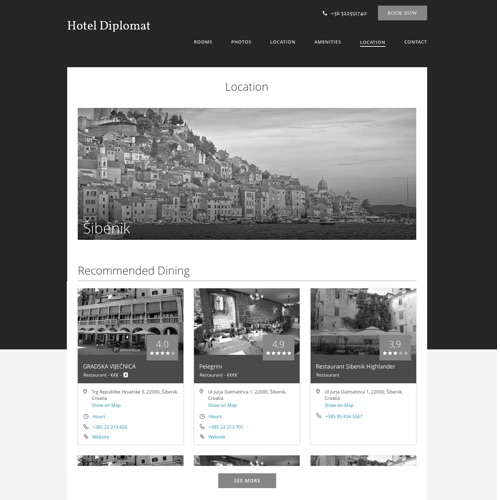 +56 322551740
BOOK NOW
Hotel Diplomat
ROOMS PHOTOS LOCATION AMENITIES LOCATION CONTACT
Location
Šibenik
Recommended Dining
4,0
GRADSKA VIJEĆNICA
Restaurant - €€€ -
Trg Republike Hrvatske 3, 22000, Šibenik,
Croatia
Show on Map
Hours
+385 22 213 605
Website
4,9
Pelegrini
Restaurant - €€€€
Ul Jurja Dalmatinca 1, 22000, Šibenik,
Croatia
Show on Map
Hours
+385 22 213 701
Website
3,9
Restaurant Sibenik Highlander
Restaurant
Ul Jurja Dalmatinca 1, 22000, Šibenik,
Croatia
Show on Map
+385 95 834 5567
SEE MORE